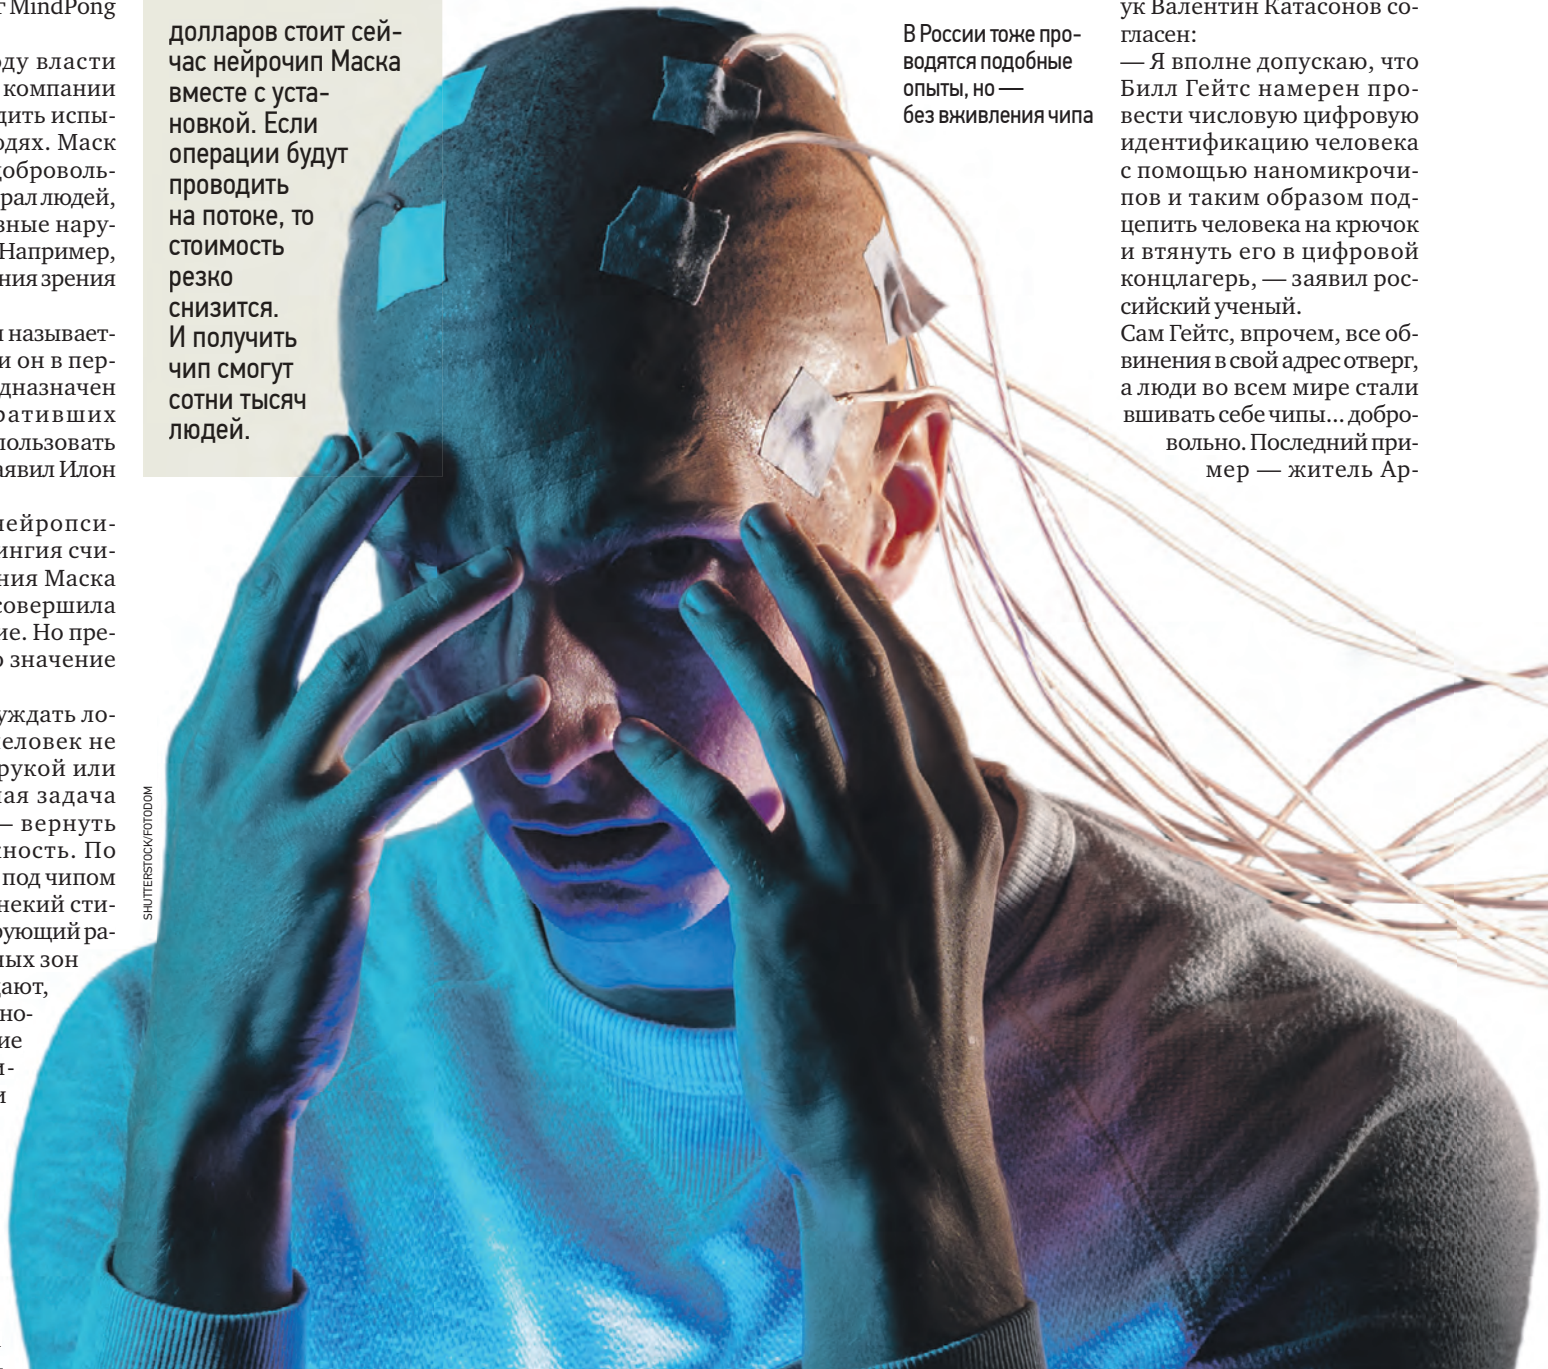 MindPong
оду власти
компании
дить испы-
юдях. Маск
доброволь-
рал людей,
вные нару-
Например,
ния зрения
называет-
и он в пер-
дназначен
ративших
пользовать
аявил Илон
нейропси-
ингия счи-
ния Маска
совершила
ие. Но пре-
о значение
уждать ло-
человек не
рукой или
ная задача
— вернуть
ность. По
под чипом
некий сти-
рующий ра-
ных зон
дают,
но-
ие
и-
и
долларов стоит сей-
час нейрочип Маска
вместе с уста-
новкой. Если
операции будут
проводить
на потоке, то
стоимость
резко
снизится.
И получить
чип смогут
сотни тысяч
людей.
SHUTTERSTOCK/FOTODOM
В России тоже про-
водятся подобные
опыты, но —
без вживления чипа
ук Валентин Катасонов со-
гласен:
— Я вполне допускаю, что
Билл Гейтс намерен про-
вести числовую цифровую
идентификацию человека
с помощью наномикрочи-
пов и таким образом под-
цепить человека на крючок
и втянуть его в цифровой
концлагерь, — заявил рос-
сийский ученый.
Сам Гейтс, впрочем, все об-
винения в свой адрес отверг,
а люди во всем мире стали
вшивать себе чипы... добро-
вольно. Последний при-
мер — житель Ар-